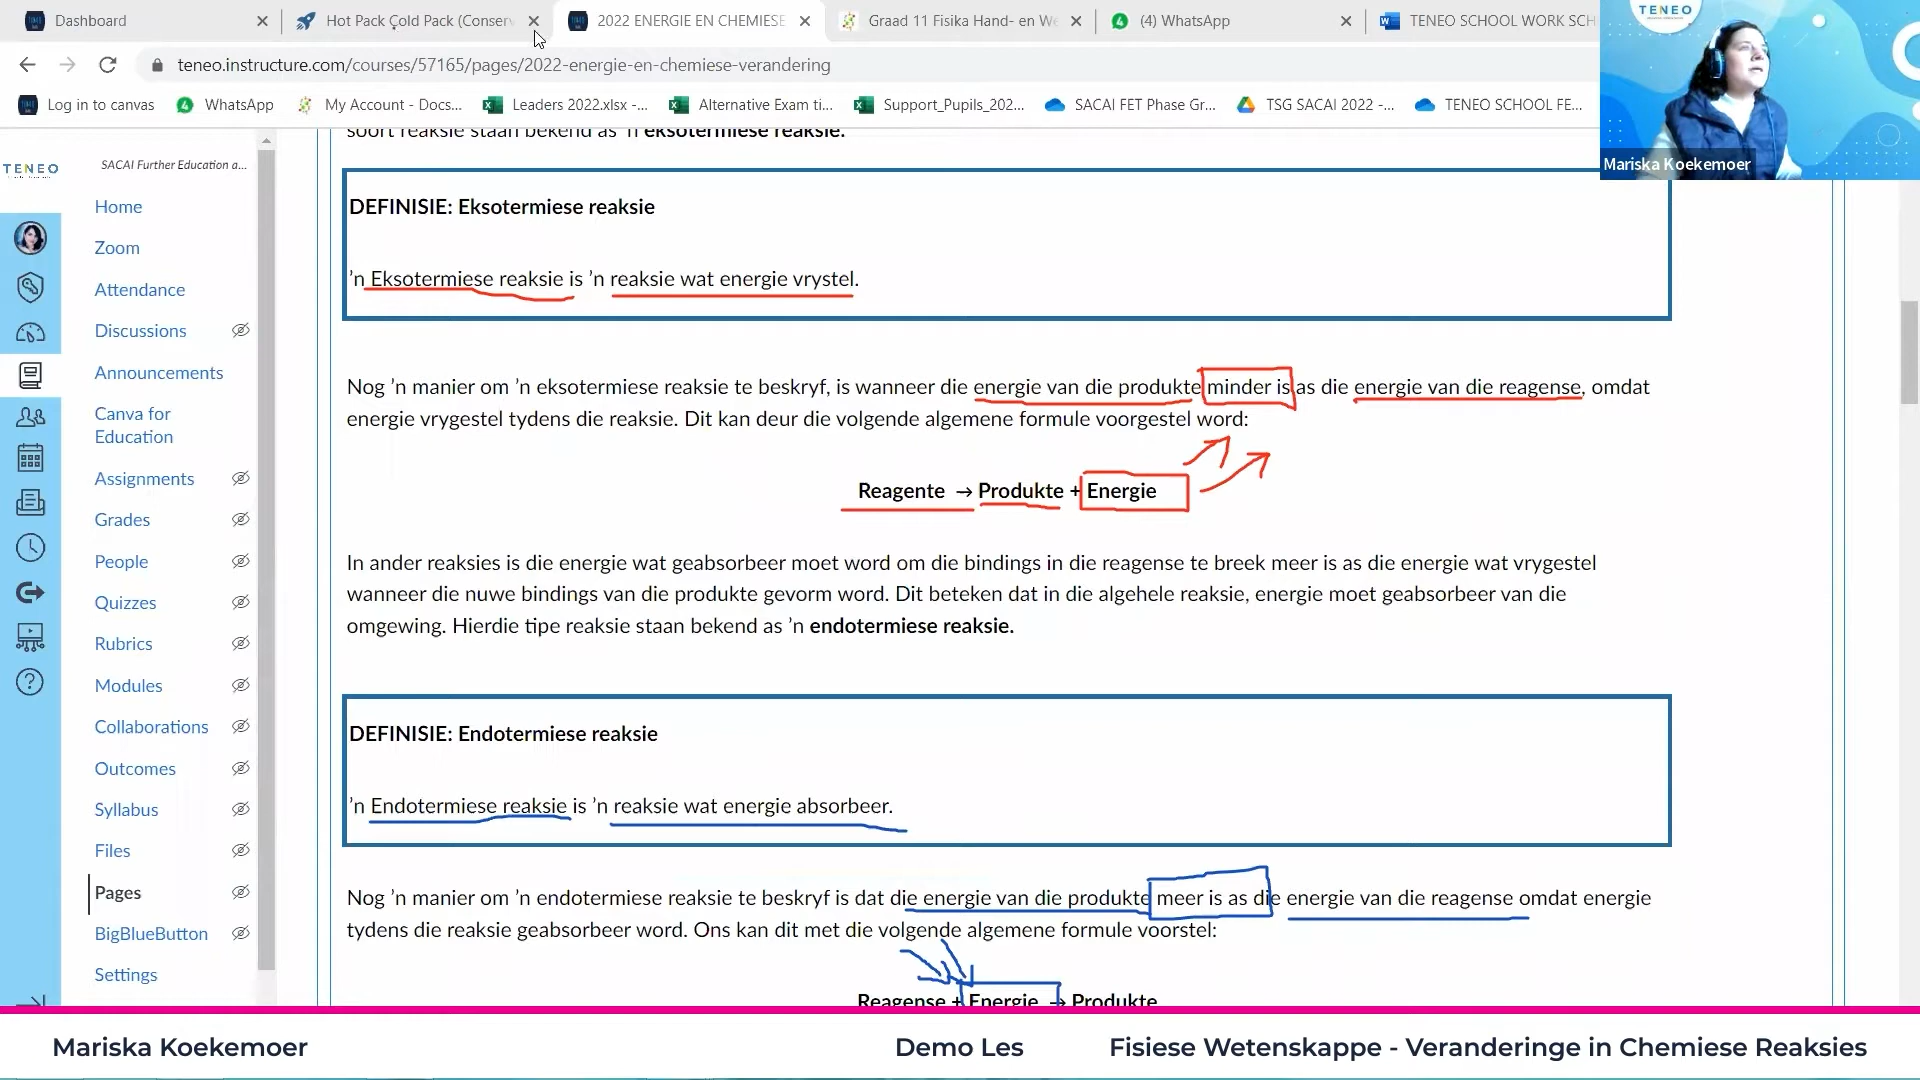 Dashboard
Hot Pack Cold Pack (Conserv
2022 ENERGIE EN CHEMIESE
Graad 11 Fisika Hand- en We
(4) WhatsApp
TENEO SCHOOL WORK SCH
TENEO
teneo.instructure.com/courses/57165/pages/2022-energie-en-chemiese-verandering
Log in to canvas
WhatsApp
My Account - Docs...
Leaders 2022.xlsx -...
Alternative Exam ti...
Support_Pupils_202...
SACAI FET Phase Gr...
TSG SACAI 2022 -...
TENEO SCHOOL FE...
Mariska Koekemoer
TENEO
SACAI Further Education a...
Home
Zoom
Attendance
Discussions
Announcements
Canva for
Education
Assignments
Grades
People
Quizzes
Rubrics
Modules
Collaborations
Outcomes
Syllabus
Files
Pages
BigBlueButton
Settings
soort reaksie staan bekend as 'n eksotermiese reaksie.
DEFINISIE: Eksotermiese reaksie
'n Eksotermiese reaksie is 'n reaksie wat energie vrystel.
Nog 'n manier om 'n eksotermiese reaksie te beskryf, is wanneer die energie van die produkte minder is as die energie van die reagense, omdat
energie vrygestel tydens die reaksie. Dit kan deur die volgende algemene formule voorgestel word:
Reagente → Produkte + Energie
In ander reaksies is die energie wat geabsorbeer moet word om die bindings in die reagense te breek meer is as die energie wat vrygestel
wanneer die nuwe bindings van die produkte gevorm word. Dit beteken dat in die algehele reaksie, energie moet geabsorbeer van die
omgewing. Hierdie tipe reaksie staan bekend as 'n endotermiese reaksie.
DEFINISIE: Endotermiese reaksie
'n Endotermiese reaksie is 'n reaksie wat energie absorbeer.
Nog 'n manier om 'n endotermiese reaksie te beskryf is dat die energie van die produkte meer is as die energie van die reagense omdat energie
tydens die reaksie geabsorbeer word. Ons kan dit met die volgende algemene formule voorstel:
Reagense + Energie → Produkte
Mariska Koekemoer
Demo Les
Fisiese Wetenskappe - Veranderinge in Chemiese Reaksies